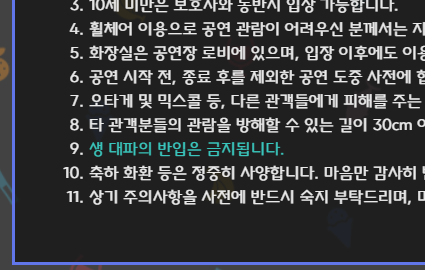 3. 10세 미만은 보호자와 동반시 입장 가능합니다.
4. 휠체어 이용으로 공연 관람이 어려우신 분께서는
5. 화장실은 공연장 로비에 있으며, 입장 이후에도
6. 공연 시작 전, 종료 후를 제외한 공연 도중 사전에
7. 오타게 및 믹스콜 등, 다른 관객들에게 피해를 주는
8. 타 관객분들의 관람을 방해할 수 있는 길이 30cm
9. 생 대파의 반입은 금지됩니다.
10. 축하 화환 등은 정중히 사양합니다. 마음만 감사히
11. 상기 주의사항을 사전에 반드시 숙지 부탁드리며,